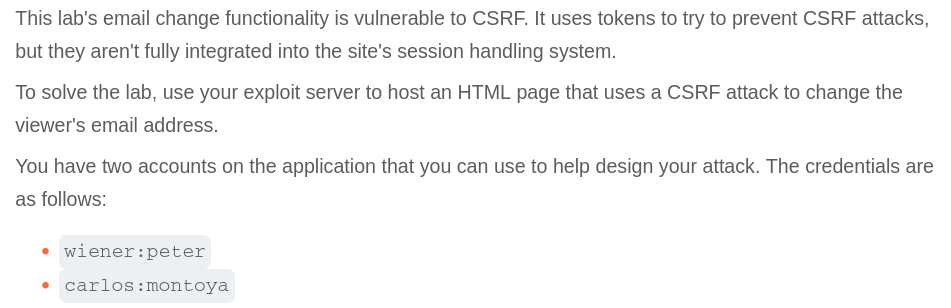 This lab's email change functionality is vulnerable to CSRF. It uses tokens to try to prevent CSRF attacks,
but they aren't fully integrated into the site's session handling system.
To solve the lab, use your exploit server to host an HTML page that uses a CSRF attack to change the
viewer's email address.
You have two accounts on the application that you can use to help design your attack. The credentials are
as follows:
wiener:peter
carlos:montoya